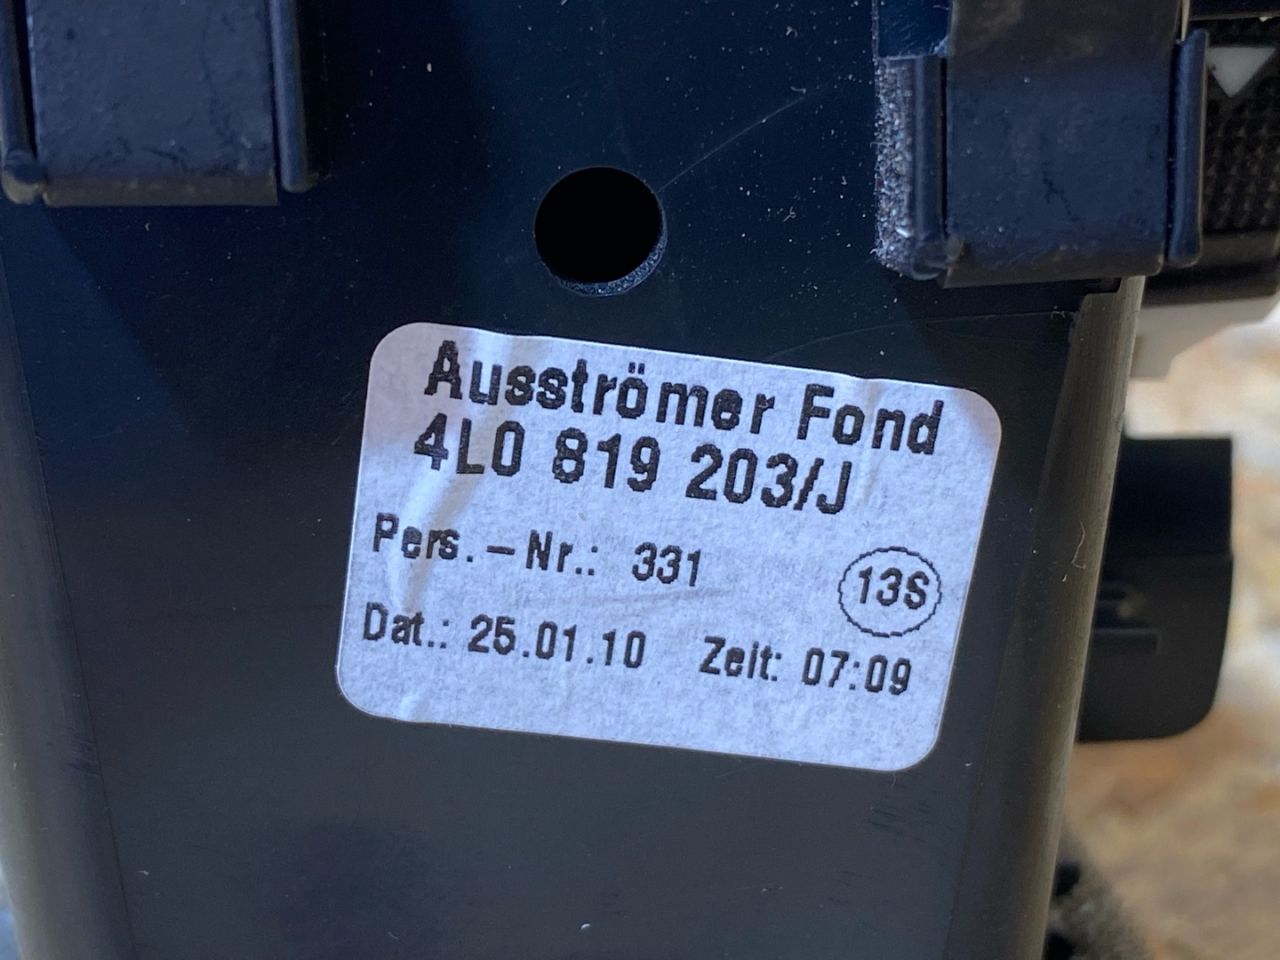 Ausströmer Fond
4L0 819 203/J
Pers.-Nr.: 331
13S
Dat.: 25.01.10 Zeit: 07:09